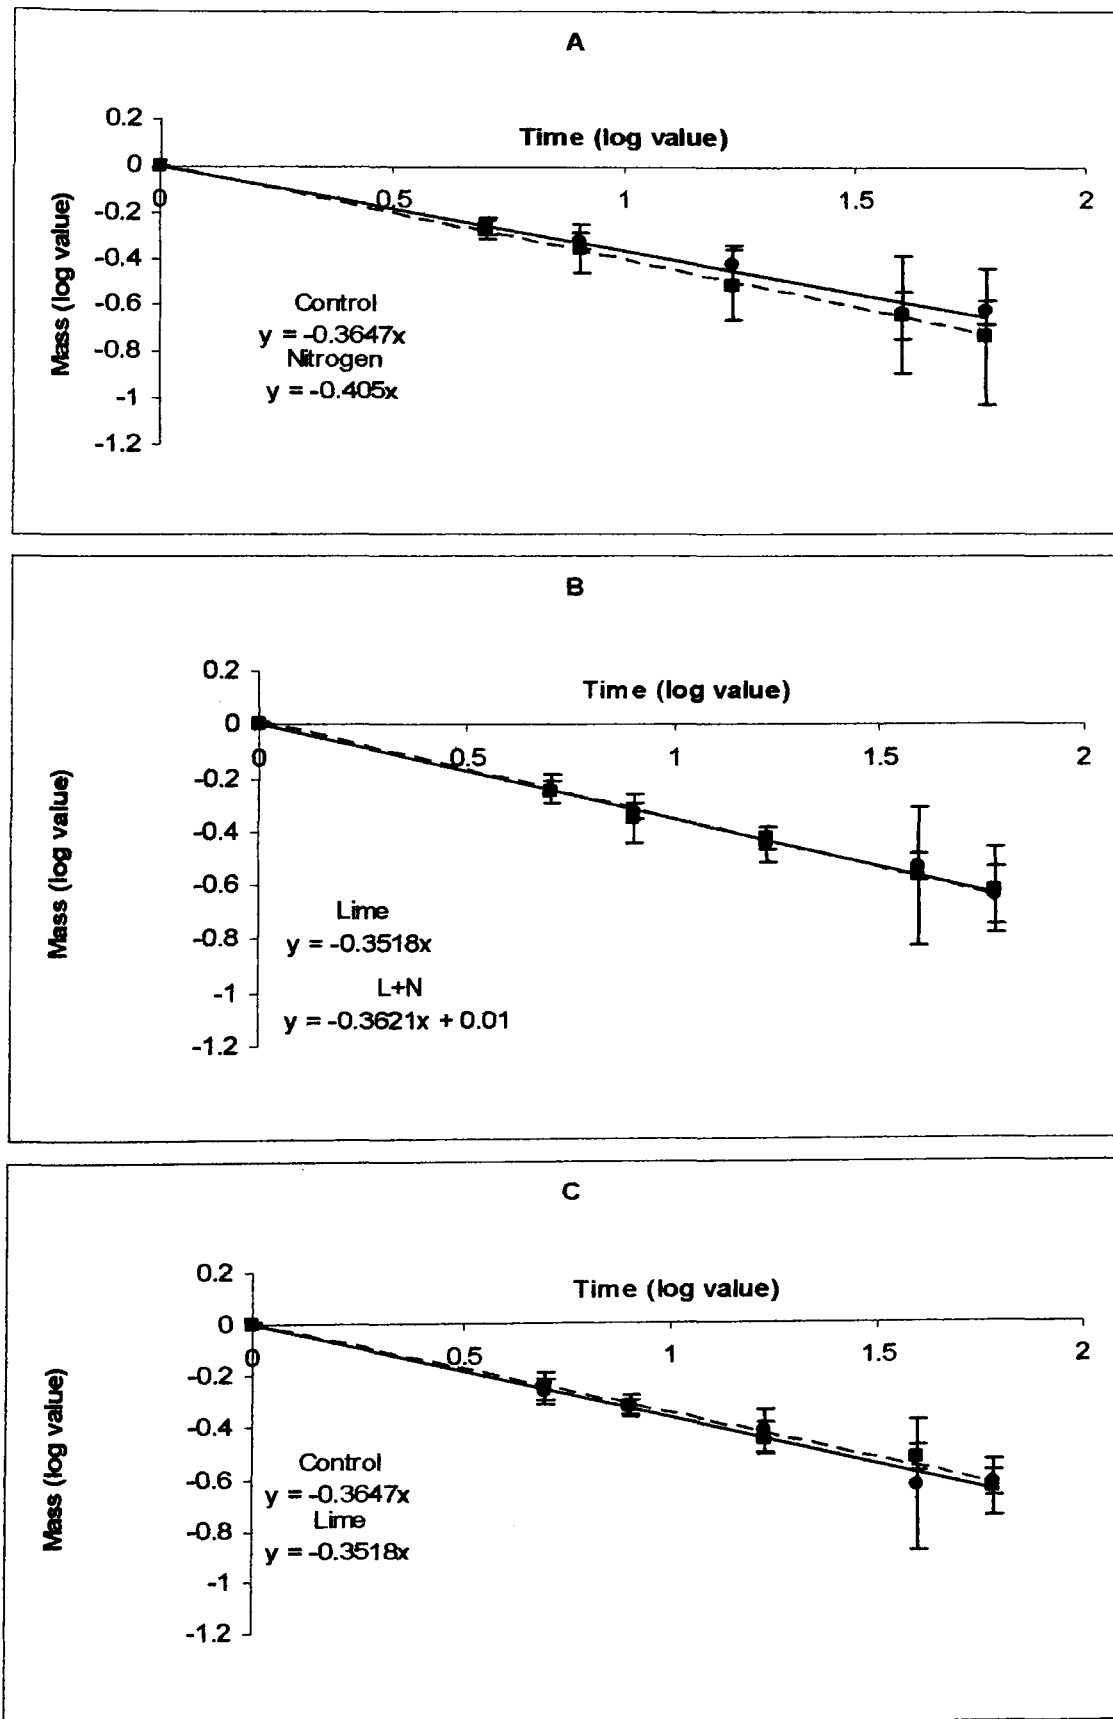 A
Time (log value)
0.2
0
-0.2
-0.4
-0.6
-0.8
-1
-1.2
0
0.5
1
1.5
2
Mass (log value)
Control
y = -0.3647x
Nitrogen
y = -0.405x
B
Time (log value)
0.2
0
-0.2
-0.4
-0.6
-0.8
-1
-1.2
0
0.5
1
1.5
2
Mass (log value)
Lime
y = -0.3518x
L+N
y = -0.3621x + 0.01
C
Time (log value)
0.2
0
-0.2
-0.4
-0.6
-0.8
-1
-1.2
0
0.5
1
1.5
2
Mass (log value)
Control
y = -0.3647x
Lime
y = -0.3518x